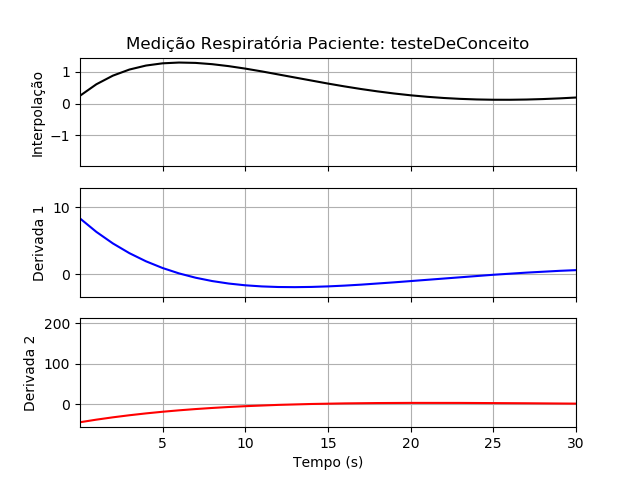 Medição Respiratória Paciente: testeDeConceito
Interpolação
1
0
−1
Derivada 1
10
0
Derivada 2
200
100
0
5 10 15 20 25 30
Tempo (s)